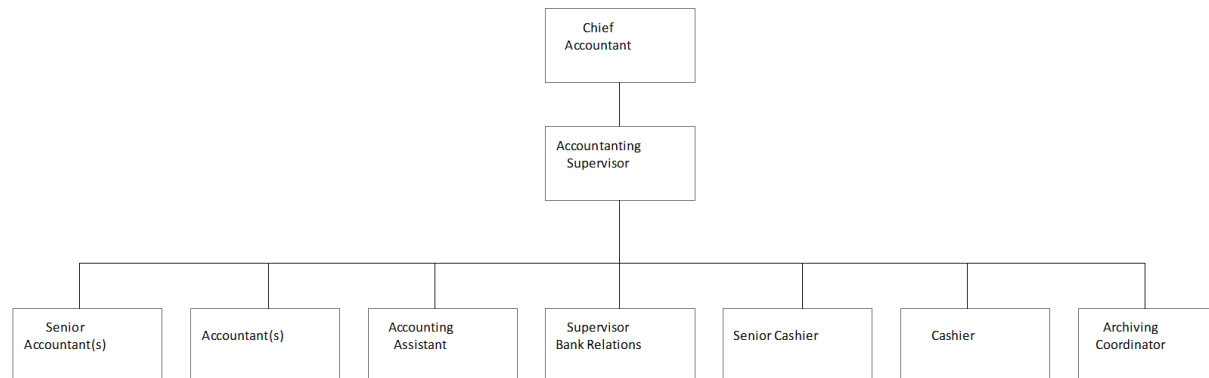 Chief
Accountant
Accountanting
Supervisor
Senior
Accountant(s)
Accountant(s)
Accounting
Assistant
Supervisor
Bank Relations
Senior Cashier
Cashier
Archiving
Coordinator